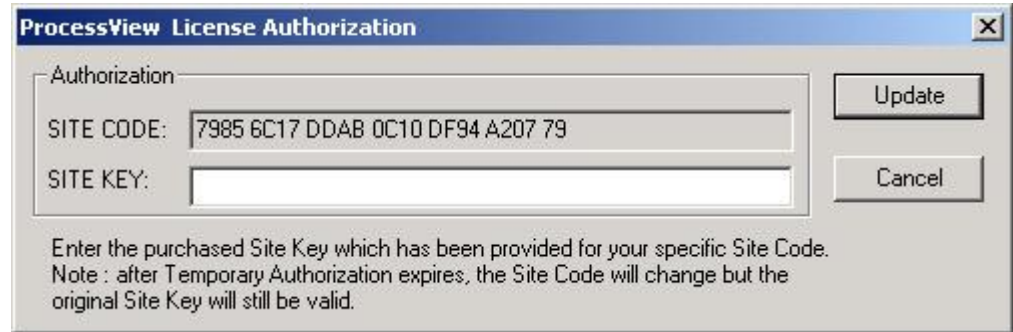 ProcessView License Authorization
Authorization
SITE CODE: 7985 6C17 DDAB 0C10 DF94 A207 79
SITE KEY:
Update
Cancel
Enter the purchased Site Key which has been provided for your specific Site Code.
Note : after Temporary Authorization expires, the Site Code will change but the
original Site Key will still be valid.